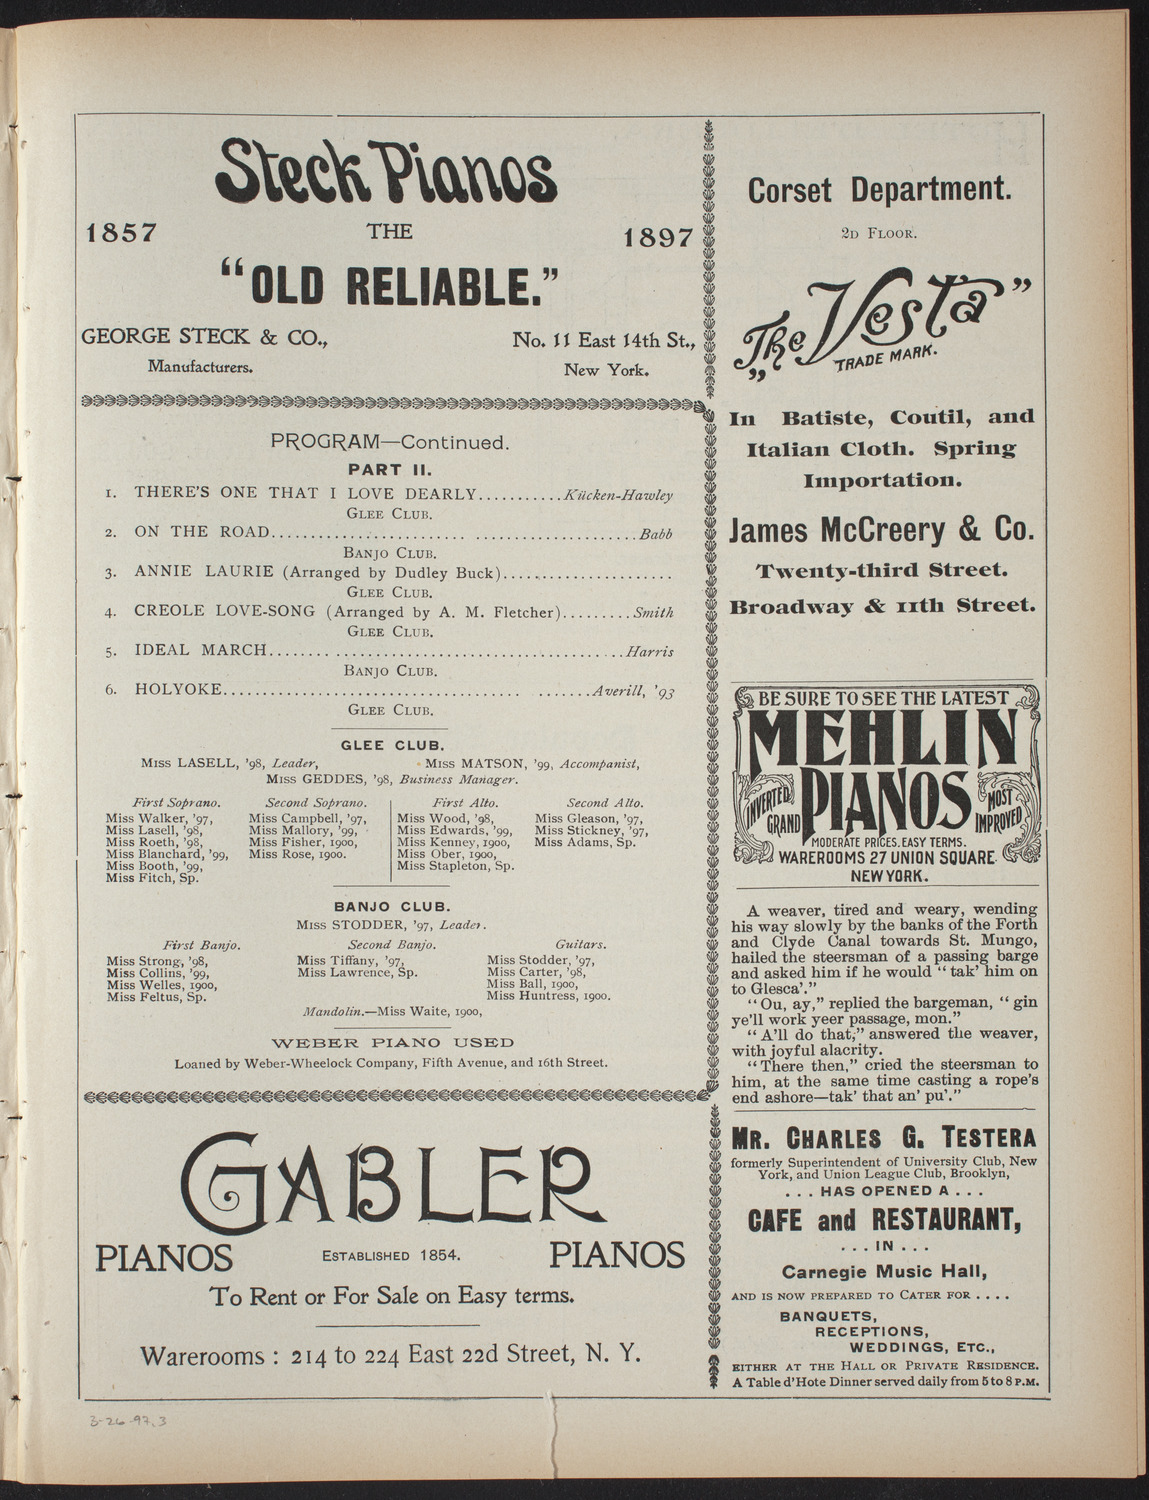 Steck Pianos
1857 THE 1897
"OLD RELIABLE."
GEORGE STECK & CO., No. 11 East 14th St.,
Manufacturers. New York.
PROGRAM—Continued.
PART II.
1. THERE'S ONE THAT I LOVE DEARLY...........Kücken-Hawley
GLEE CLUB.
2. ON THE ROAD............................................Babb
BANJO CLUB.
3. ANNIE LAURIE (Arranged by Dudley Buck)......................
GLEE CLUB.
4. CREOLE LOVE-SONG (Arranged by A. M. Fletcher).........Smith
GLEE CLUB.
5. IDEAL MARCH.............................................Harris
BANJO CLUB.
6. HOLYOKE...................................... .......Averill, '93
GLEE CLUB.
GLEE CLUB.
MISS LASELL, '98, Leader, MISS MATSON, '99, Accompanist,
MISS GEDDES, '98, Business Manager.
First Soprano. Second Soprano. First Alto. Second Alto.
Miss Walker, '97, Miss Campbell, '97, Miss Wood, '98, Miss Gleason, '97,
Miss Lasell, '98, Miss Mallory, '99, Miss Edwards, '99, Miss Stickney, '97,
Miss Roeth, '98, Miss Fisher, 1900, Miss Kenney, 1900, Miss Adams, Sp.
Miss Blanchard, '99, Miss Rose, 1900. Miss Ober, 1900,
Miss Booth, '99, Miss Stapleton, Sp.
Miss Fitch, Sp.
BANJO CLUB.
MISS STODDER, '97, Leader.
First Banjo. Second Banjo. Guitars.
Miss Strong, '98, Miss Tiffany, '97, Miss Stodder, '97,
Miss Collins, '99, Miss Lawrence, Sp. Miss Carter, '98,
Miss Welles, 1900, Miss Ball, 1900,
Miss Feltus, Sp. Miss Huntress, 1900.
Mandolin.—Miss Waite, 1900,
WEBER PIANO USED
Loaned by Weber-Wheelock Company, Fifth Avenue, and 16th Street.
GABLER
PIANOS ESTABLISHED 1854. PIANOS
To Rent or For Sale on Easy terms.
Warerooms : 214 to 224 East 22d Street, N. Y.
Corset Department.
2D FLOOR.
"The Vesta"
TRADE MARK.
In Batiste, Coutil, and
Italian Cloth. Spring
Importation.
James McCreery & Co.
Twenty-third Street.
Broadway & 11th Street.
BE SURE TO SEE THE LATEST
MEHLIN
INVERTED GRAND PIANOS MOST IMPROVED
MODERATE PRICES. EASY TERMS.
WAREROOMS 27 UNION SQUARE
NEW YORK.
A weaver, tired and weary, wending
his way slowly by the banks of the Forth
and Clyde Canal towards St. Mungo,
hailed the steersman of a passing barge
and asked him if he would "tak' him on
to Glesca'."
"Ou, ay," replied the bargeman, "gin
ye'll work yeer passage, mon."
"A'll do that," answered the weaver,
with joyful alacrity.
"There then," cried the steersman to
him, at the same time casting a rope's
end ashore—tak' that an' pu'."
MR. CHARLES G. TESTERA
formerly Superintendent of University Club, New
York, and Union League Club, Brooklyn,
... HAS OPENED A ...
CAFE and RESTAURANT,
... IN ...
Carnegie Music Hall,
AND IS NOW PREPARED TO CATER FOR ....
BANQUETS,
RECEPTIONS,
WEDDINGS, ETC.,
EITHER AT THE HALL OR PRIVATE RESIDENCE.
A Table d'Hote Dinner served daily from 5 to 8 P.M.
3-26-97.3